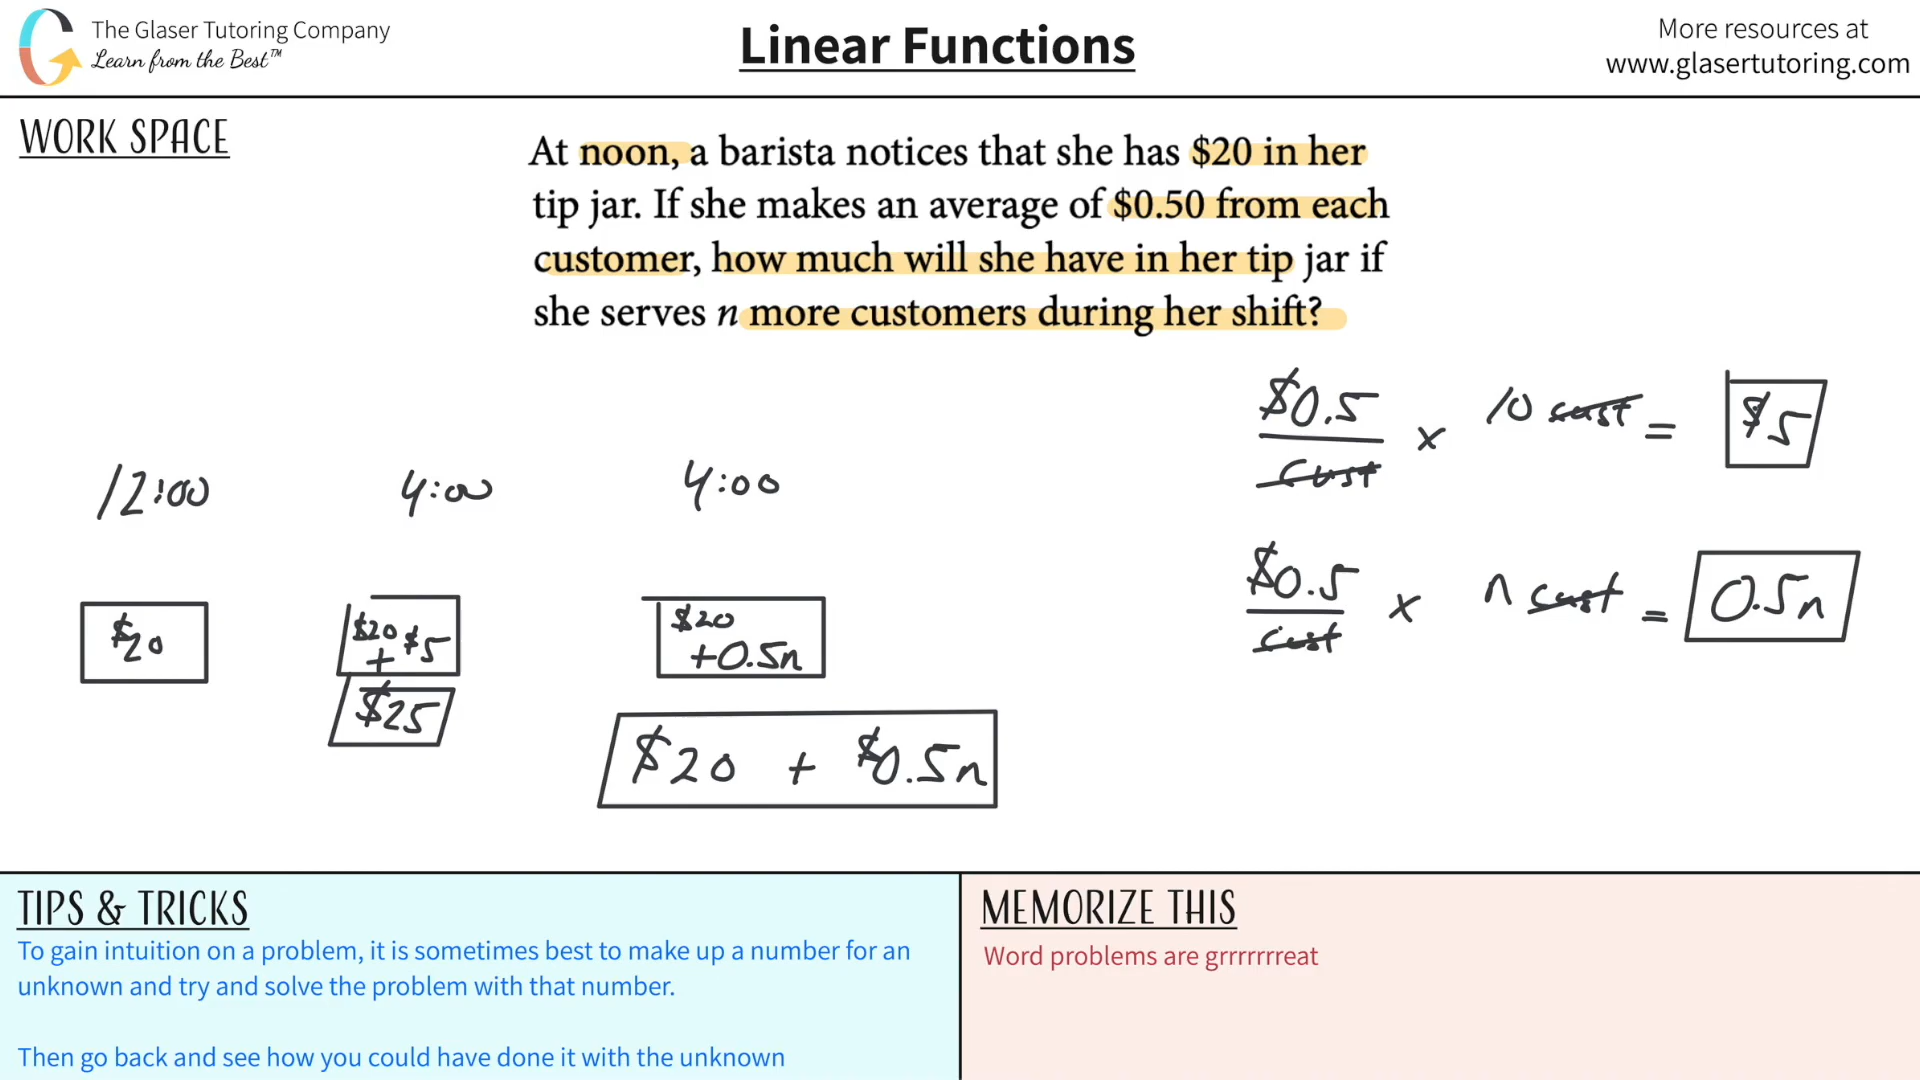 The Glaser Tutoring Company
Learn from the Best™
Linear Functions
More resources at
www.glasertutoring.com
WORK SPACE
At noon, a barista notices that she has $20 in her
tip jar. If she makes an average of $0.50 from each
customer, how much will she have in her tip jar if
she serves n more customers during her shift?
$0.5
cust
x 10 cust = $5
12:00 4:00 4:00
$0.5
cust
x n cust = 0.5n
$20
$20 + $5
$25
$20
+0.5n
$20 + $0.5n
TIPS & TRICKS
To gain intuition on a problem, it is sometimes best to make up a number for an
unknown and try and solve the problem with that number.
Then go back and see how you could have done it with the unknown
MEMORIZE THIS
Word problems are grrrrrrreat